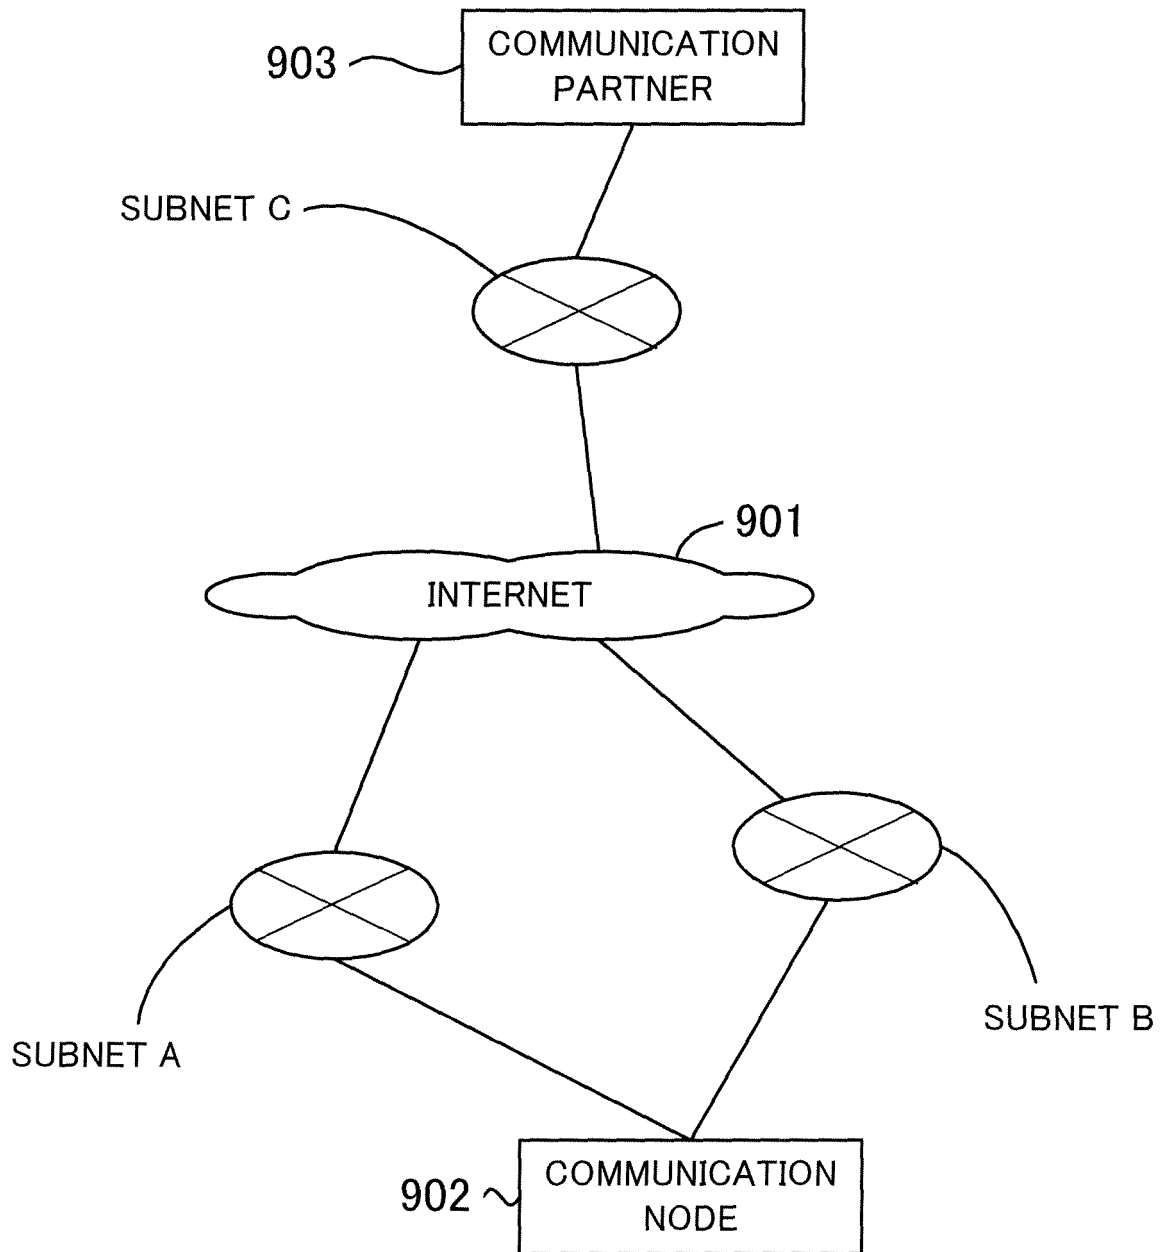 COMMUNICATION
PARTNER
903
SUBNET C
901
INTERNET
SUBNET B
SUBNET A
COMMUNICATION
NODE
902